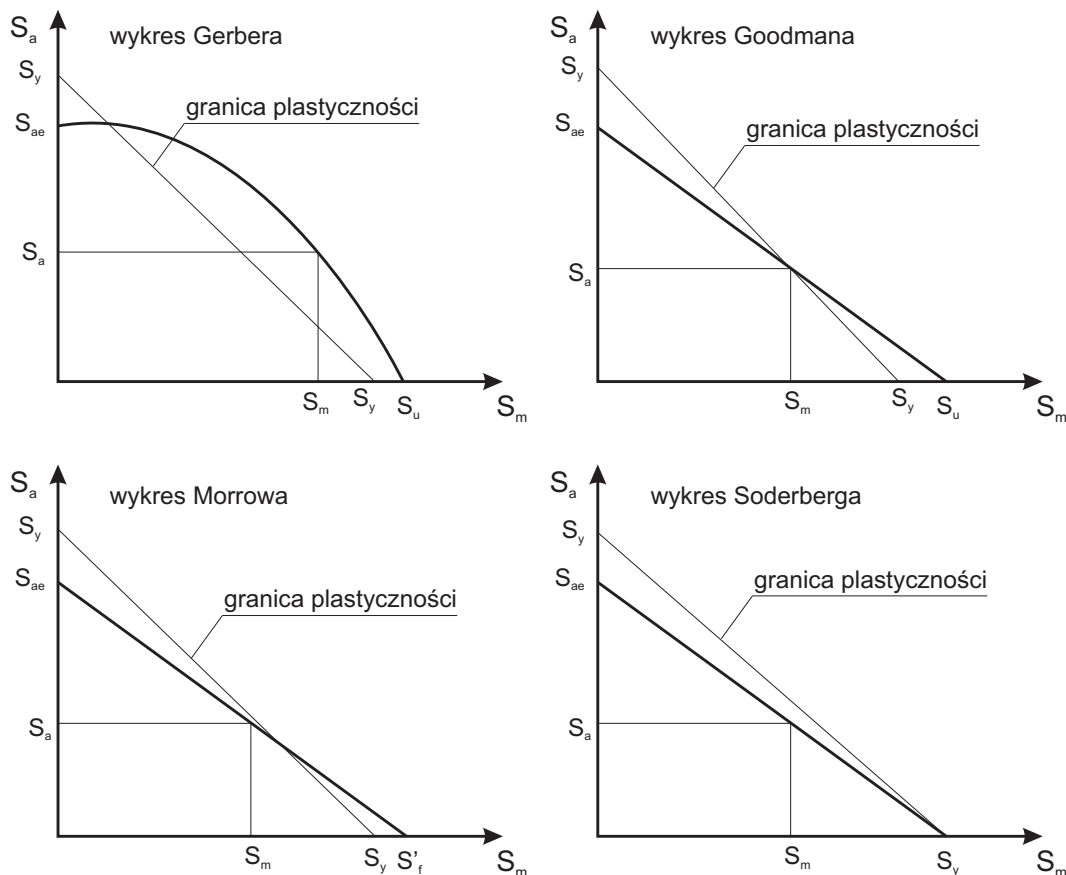 S_a
wykres Gerbera
S_y
granica plastyczności
S_ae
S_a
S_m
S_y
S_u
S_m
S_a
wykres Goodmana
S_y
granica plastyczności
S_ae
S_a
S_m
S_y
S_u
S_m
S_a
wykres Morrowa
S_y
S_ae
granica plastyczności
S_a
S_m
S_y
S'_f
S_m
S_a
wykres Soderberga
S_y
S_ae
granica plastyczności
S_a
S_m
S_y
S_m